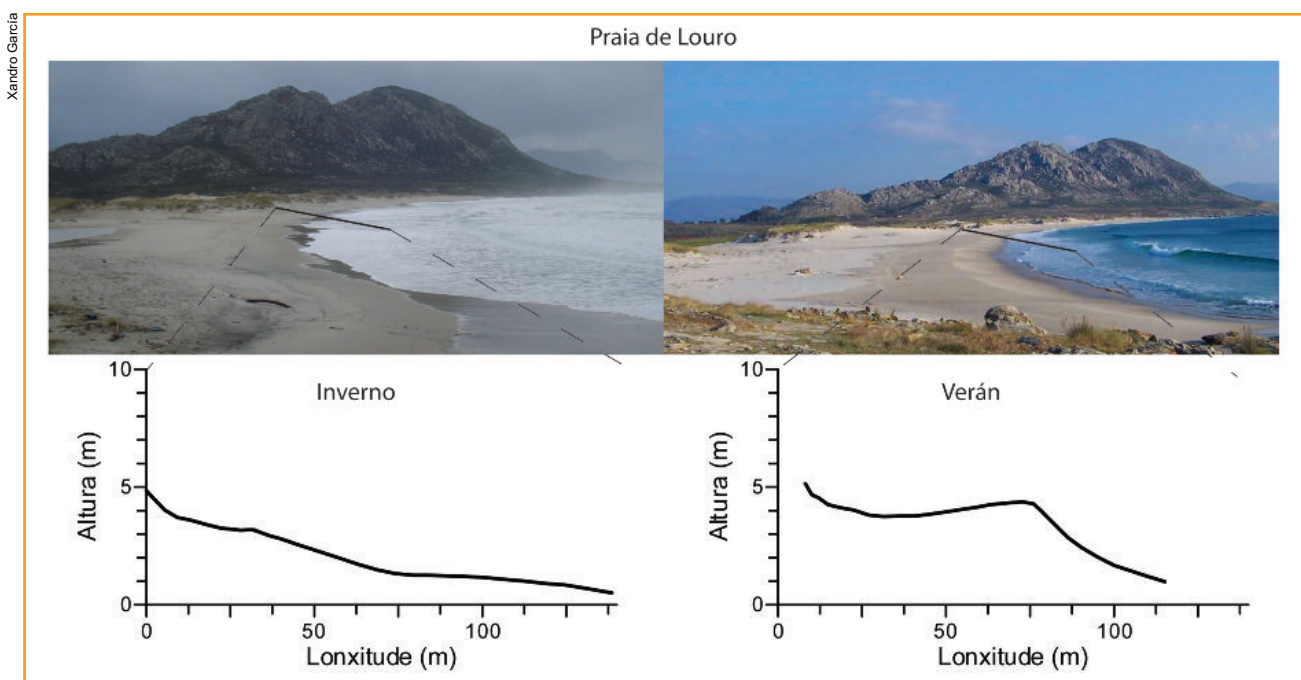 Xandro García
Praia de Louro
Inverno
10
5
0
Altura (m)
0 50 100
Lonxitude (m)
Verán
10
5
0
Altura (m)
0 50 100
Lonxitude (m)